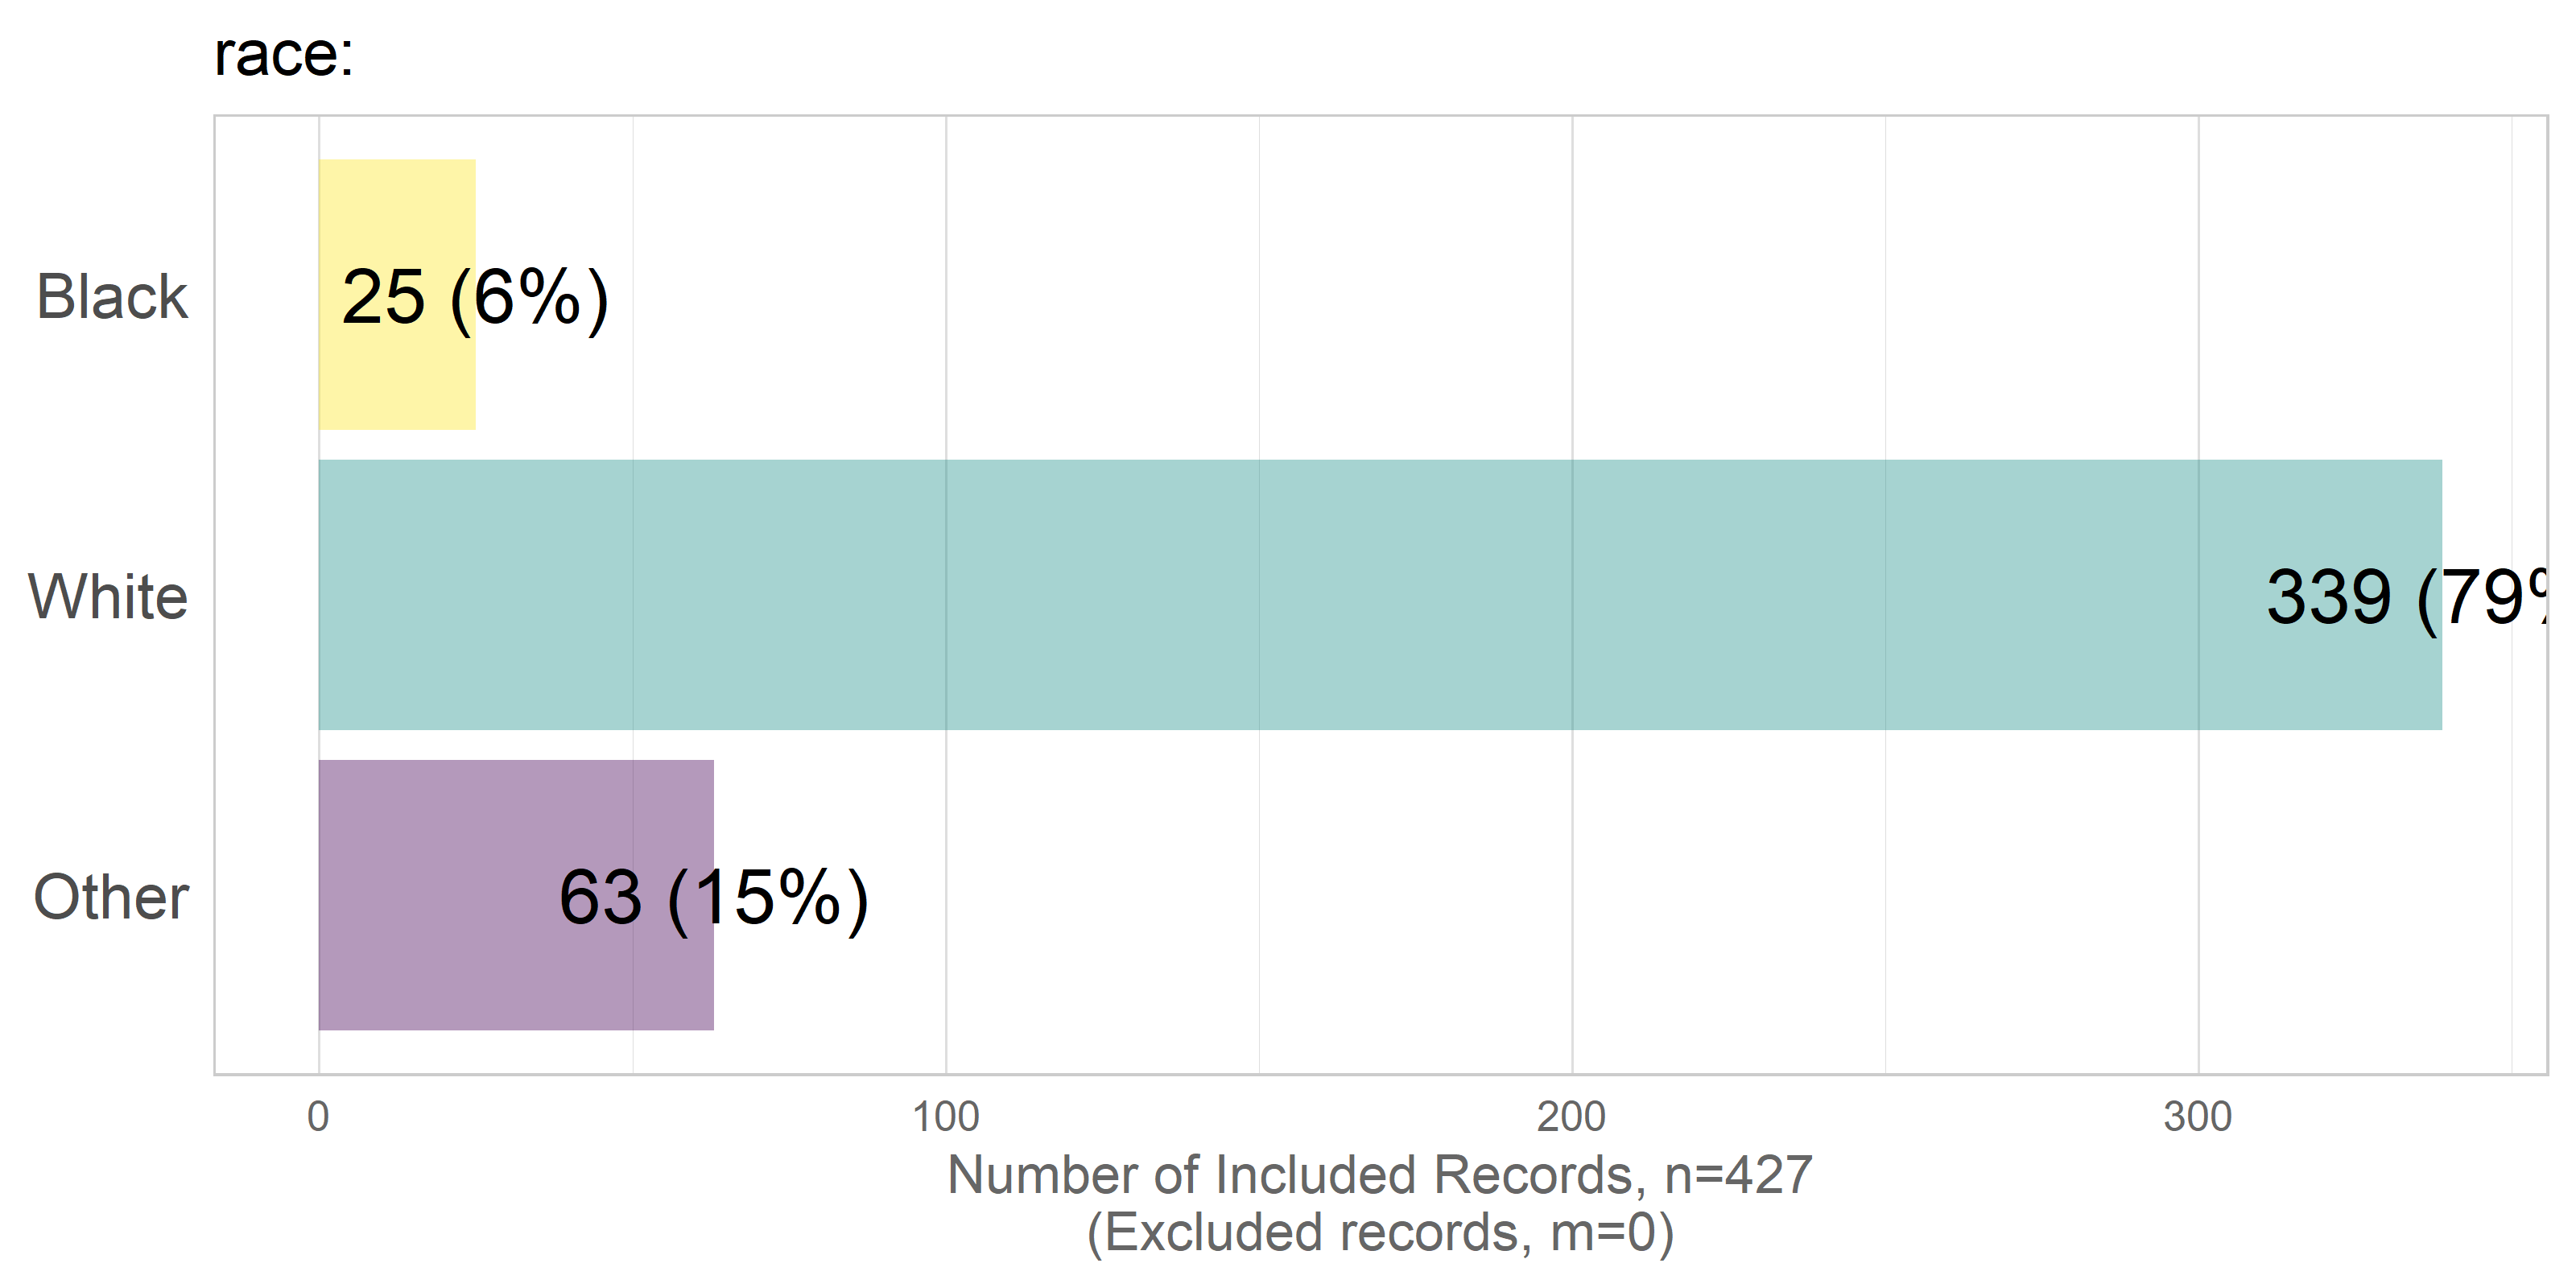 race:
Black 25 (6%)
White 339 (79%
Other 63 (15%)
0 100 200 300
Number of Included Records, n=427
(Excluded records, m=0)